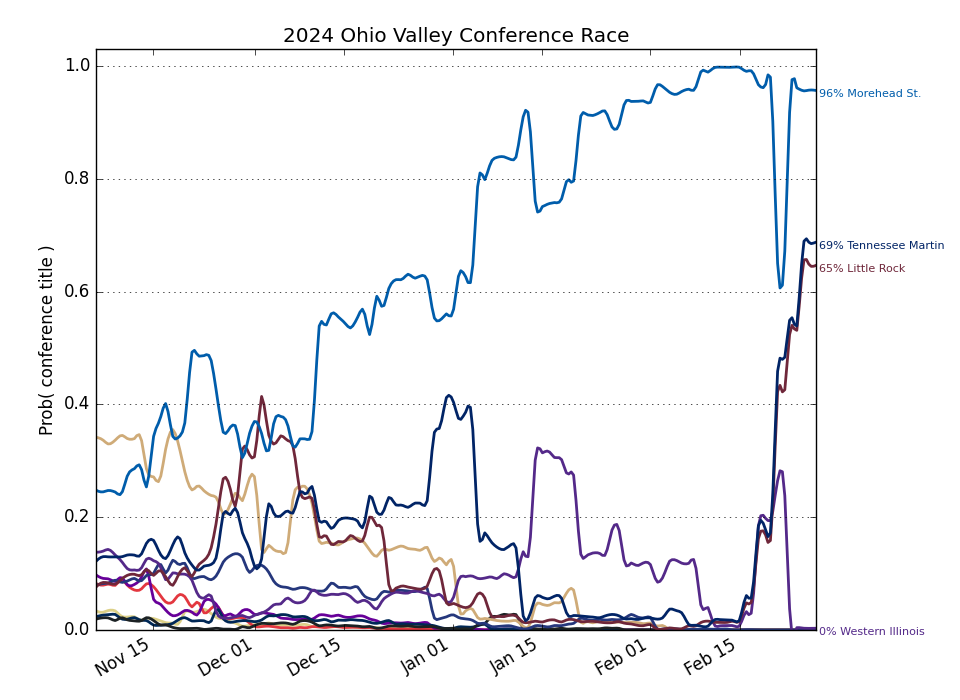 2024 Ohio Valley Conference Race
1.0
0.8
0.6
0.4
0.2
0.0
Prob( conference title )
96% Morehead St.
69% Tennessee Martin
65% Little Rock
0% Western Illinois
Nov 15
Dec 01
Dec 15
Jan 01
Jan 15
Feb 01
Feb 15